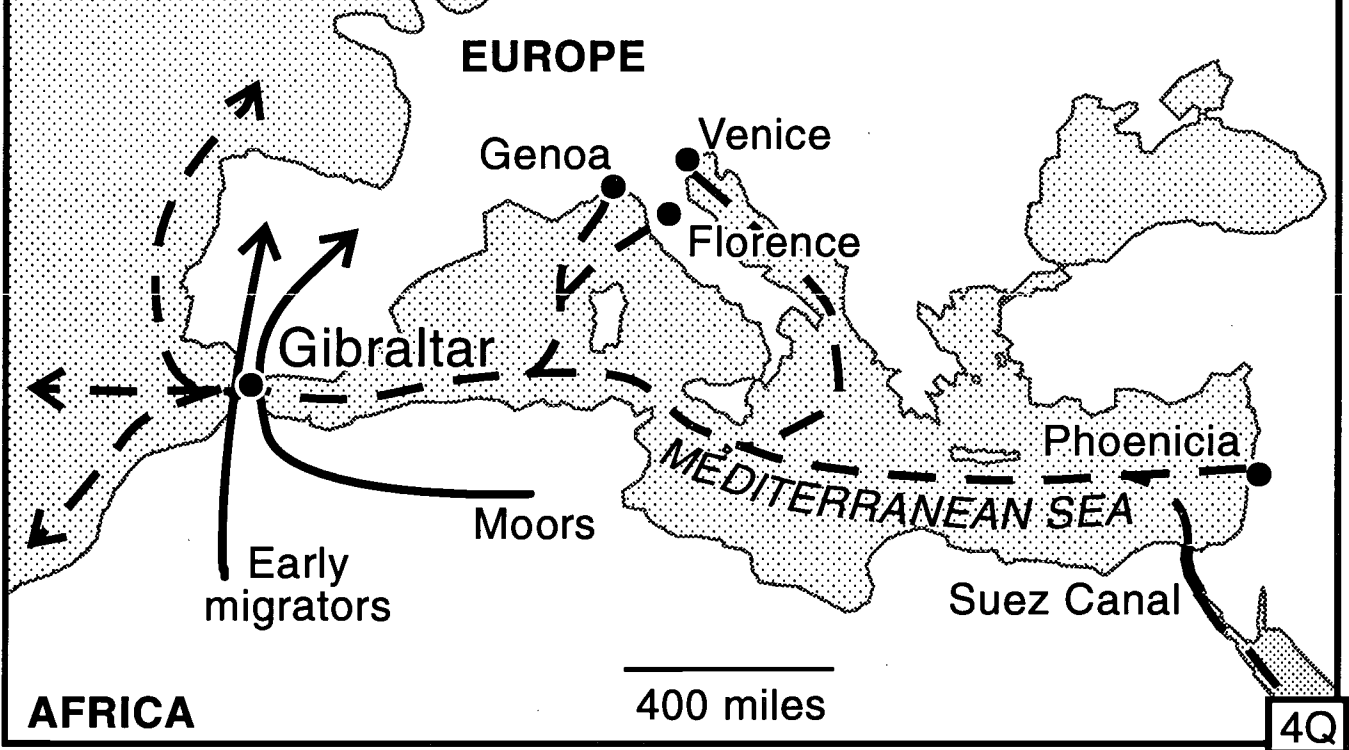 EUROPE
Venice
Genoa
Florence
Gibraltar
Phoenicia
MEDITERRANEAN SEA
Moors
Early
migrators
Suez Canal
400 miles
AFRICA
4Q